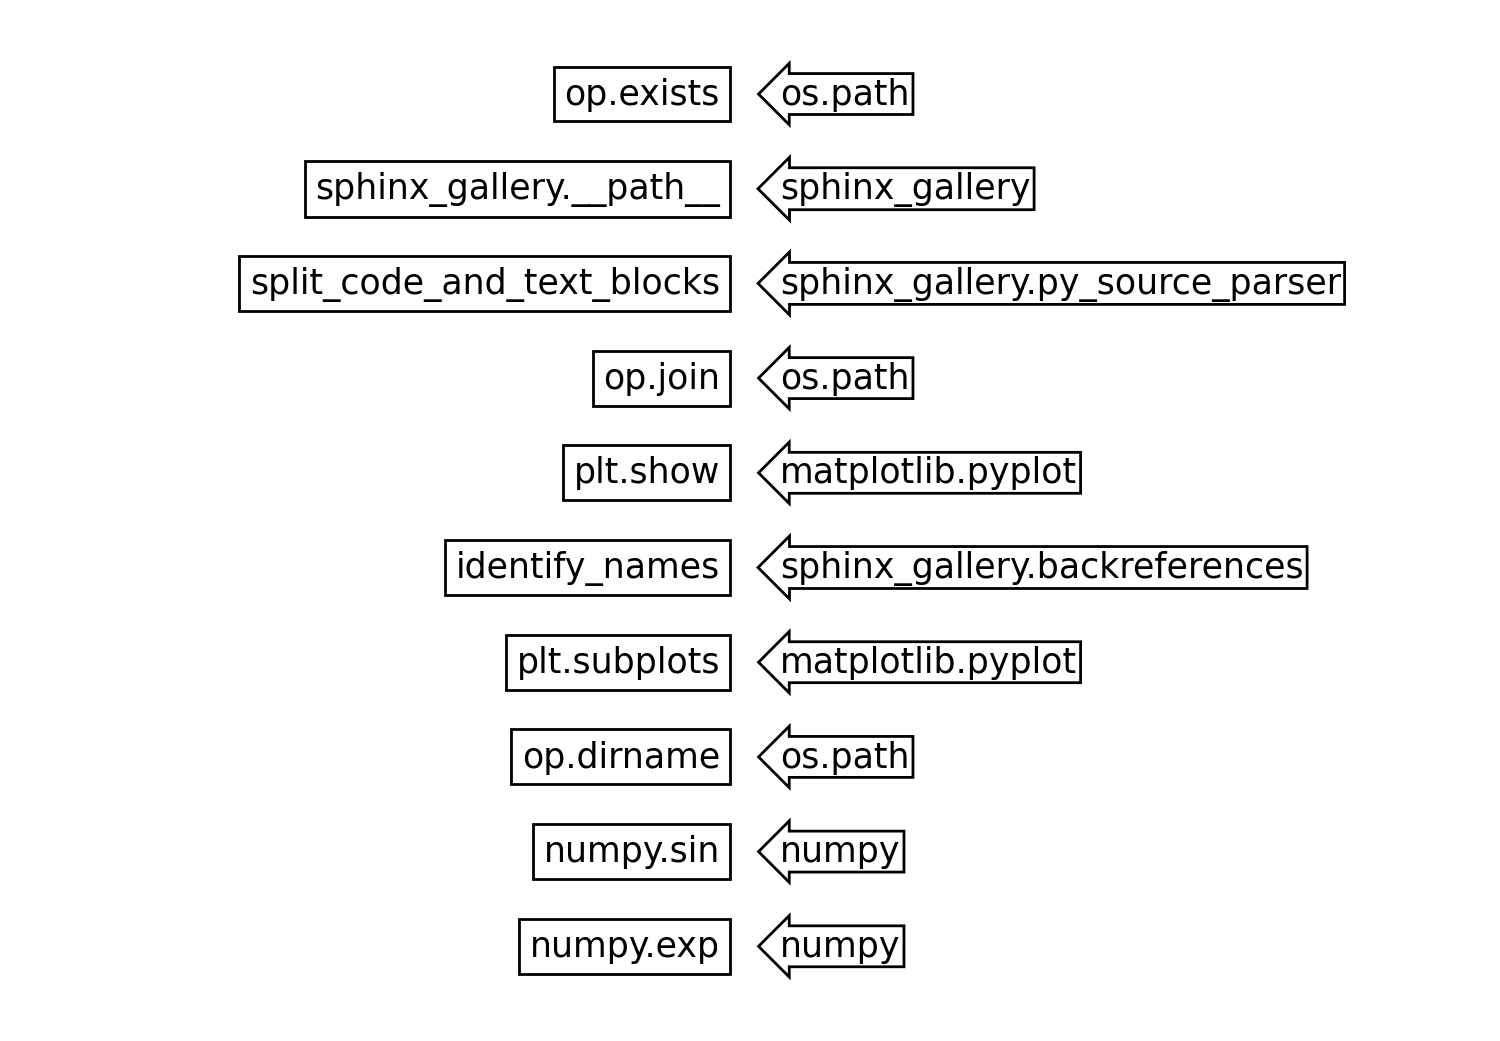 op.exists os.path
sphinx_gallery.__path__ sphinx_gallery
split_code_and_text_blocks sphinx_gallery.py_source_parser
op.join os.path
plt.show matplotlib.pyplot
identify_names sphinx_gallery.backreferences
plt.subplots matplotlib.pyplot
op.dirname os.path
numpy.sin numpy
numpy.exp numpy